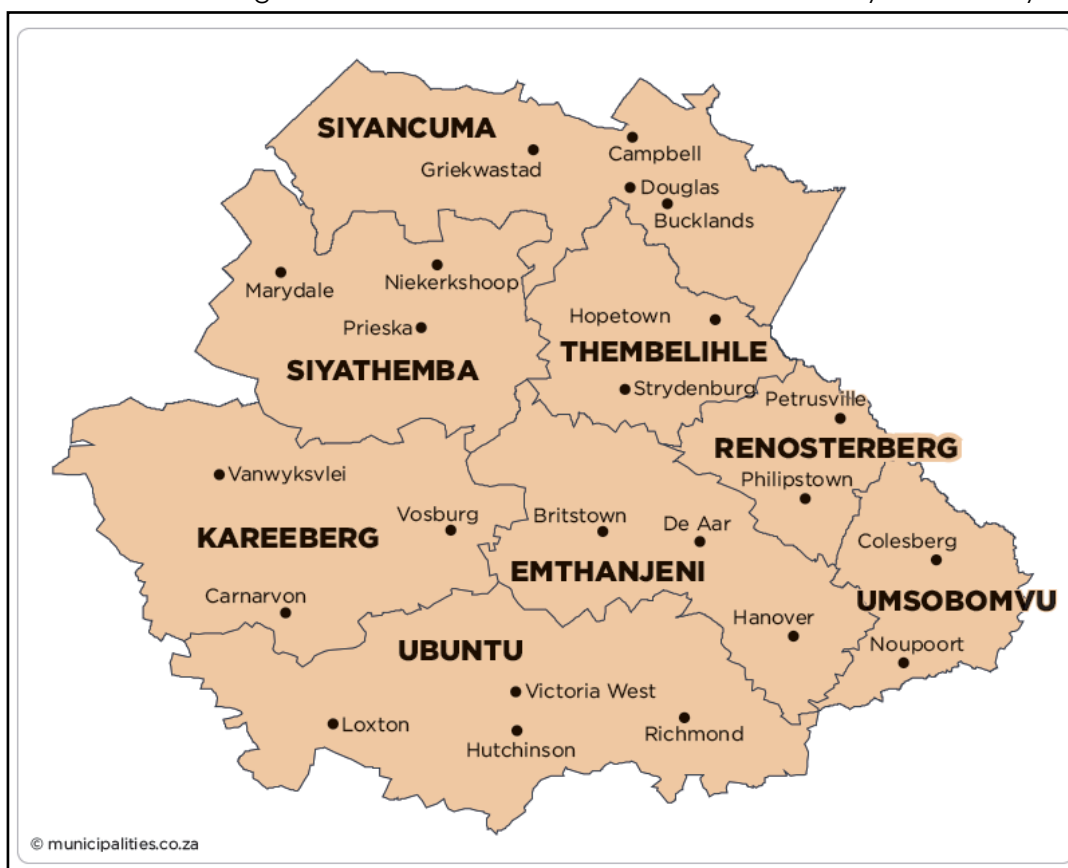 SIYANCUMA
Campbell
Griekwastad
Douglas
Bucklands
Marydale
Niekerkshoop
Prieska
Hopetown
THEMBELIHLE
SIYATHEMBA
Strydenburg
Petrusville
RENOSTERBERG
Vanwyksvlei
Philipstown
Vosburg
Britstown
De Aar
KAREEBERG
Colesberg
EMTHANJENI
Carnarvon
UMSOBOMVU
Hanover
UBUNTU
Noupoort
Victoria West
Loxton
Richmond
Hutchinson
© municipalities.co.za